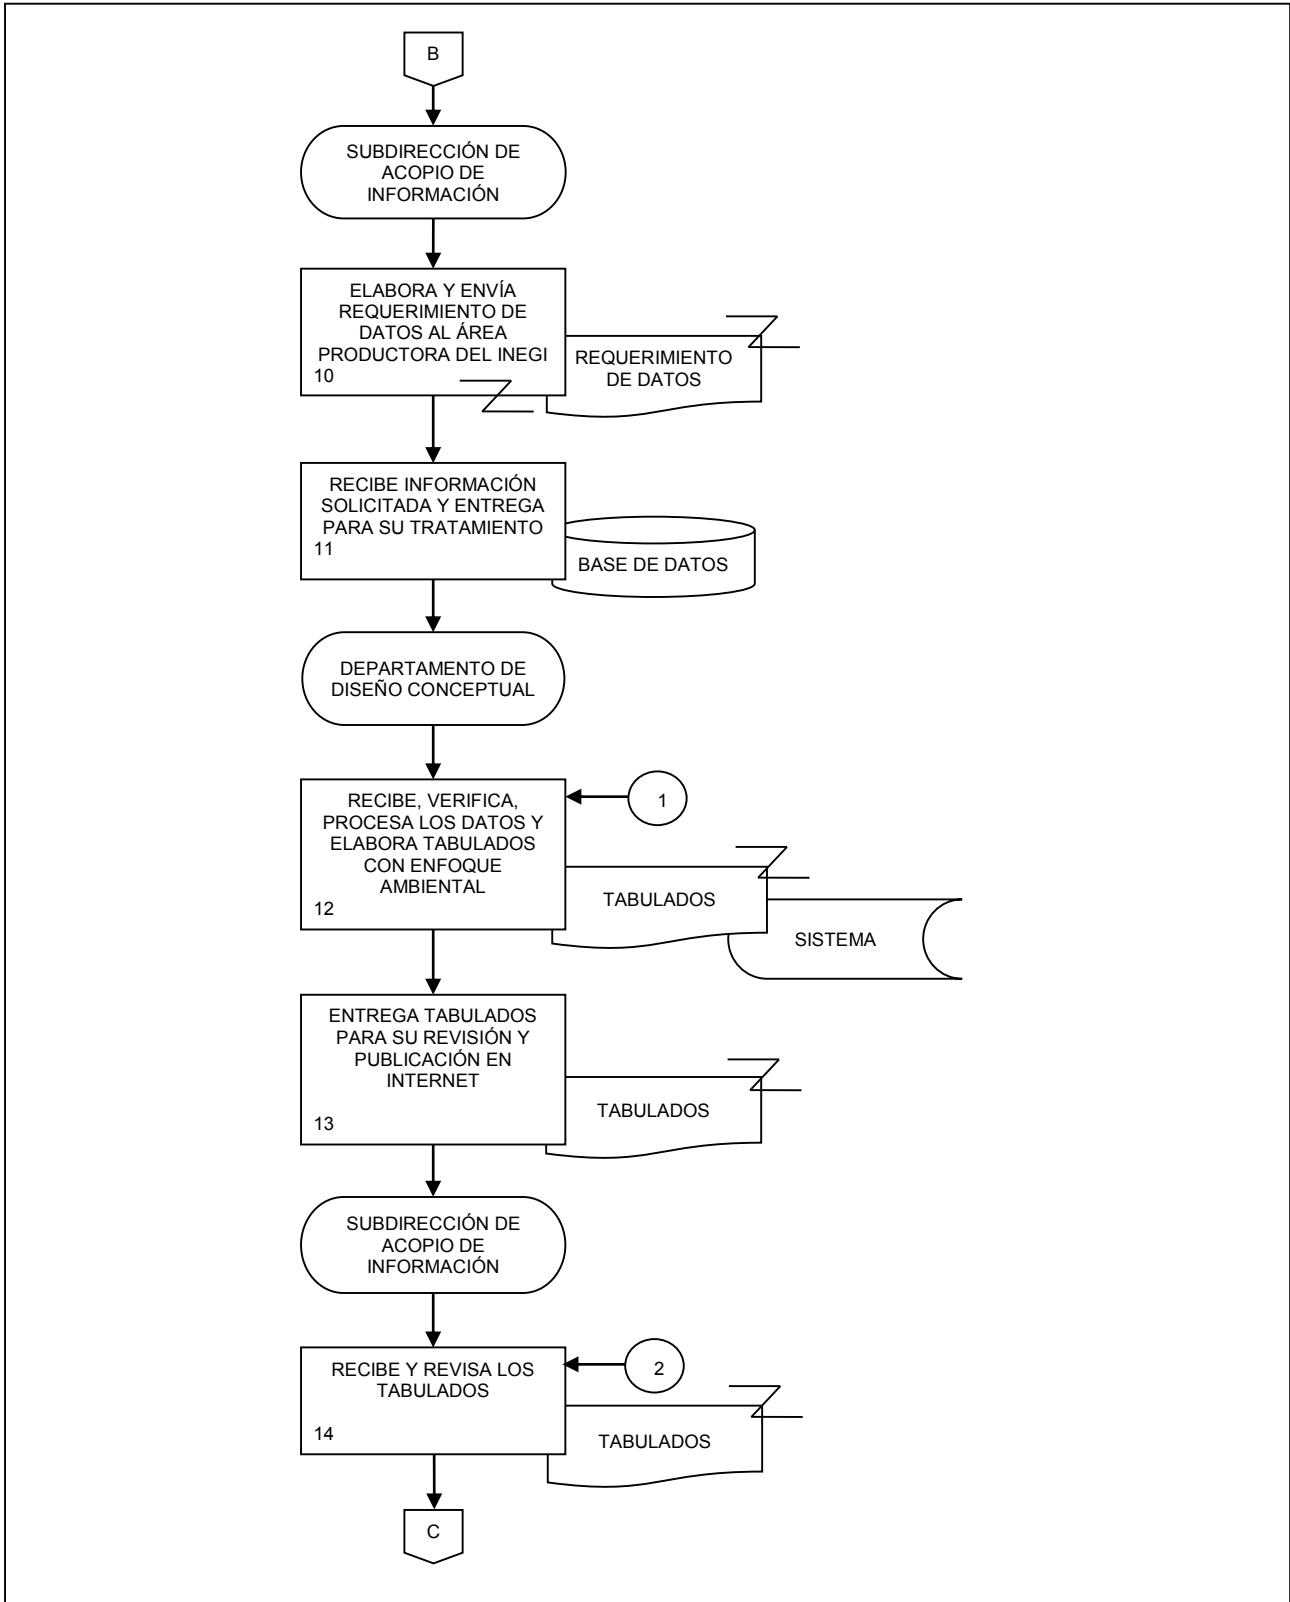 B
SUBDIRECCIÓN DE
ACOPIO DE
INFORMACIÓN
ELABORA Y ENVÍA
REQUERIMIENTO DE
DATOS AL ÁREA
PRODUCTORA DEL INEGI
10
REQUERIMIENTO
DE DATOS
RECIBE INFORMACIÓN
SOLICITADA Y ENTREGA
PARA SU TRATAMIENTO
11
BASE DE DATOS
DEPARTAMENTO DE
DISEÑO CONCEPTUAL
RECIBE, VERIFICA,
PROCESA LOS DATOS Y
ELABORA TABULADOS
CON ENFOQUE
AMBIENTAL
12
1
TABULADOS
SISTEMA
ENTREGA TABULADOS
PARA SU REVISIÓN Y
PUBLICACIÓN EN
INTERNET
13
TABULADOS
SUBDIRECCIÓN DE
ACOPIO DE
INFORMACIÓN
RECIBE Y REVISA LOS
TABULADOS
14
2
TABULADOS
C